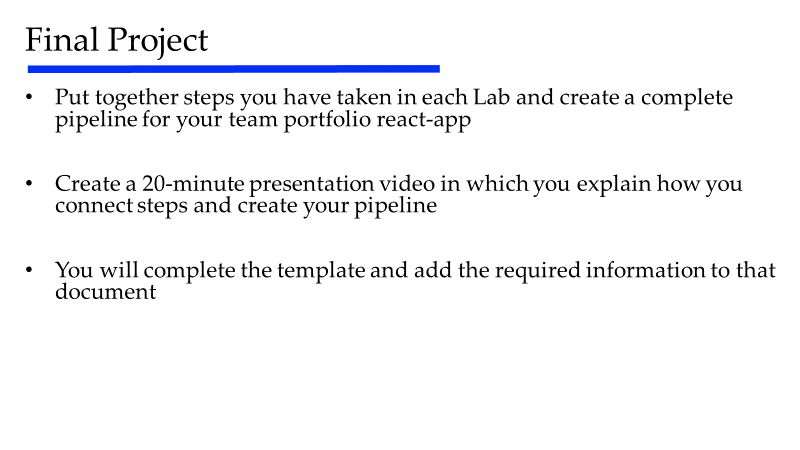 Final Project
• Put together steps you have taken in each Lab and create a complete
pipeline for your team portfolio react-app
• Create a 20-minute presentation video in which you explain how you
connect steps and create your pipeline
• You will complete the template and add the required information to that
document